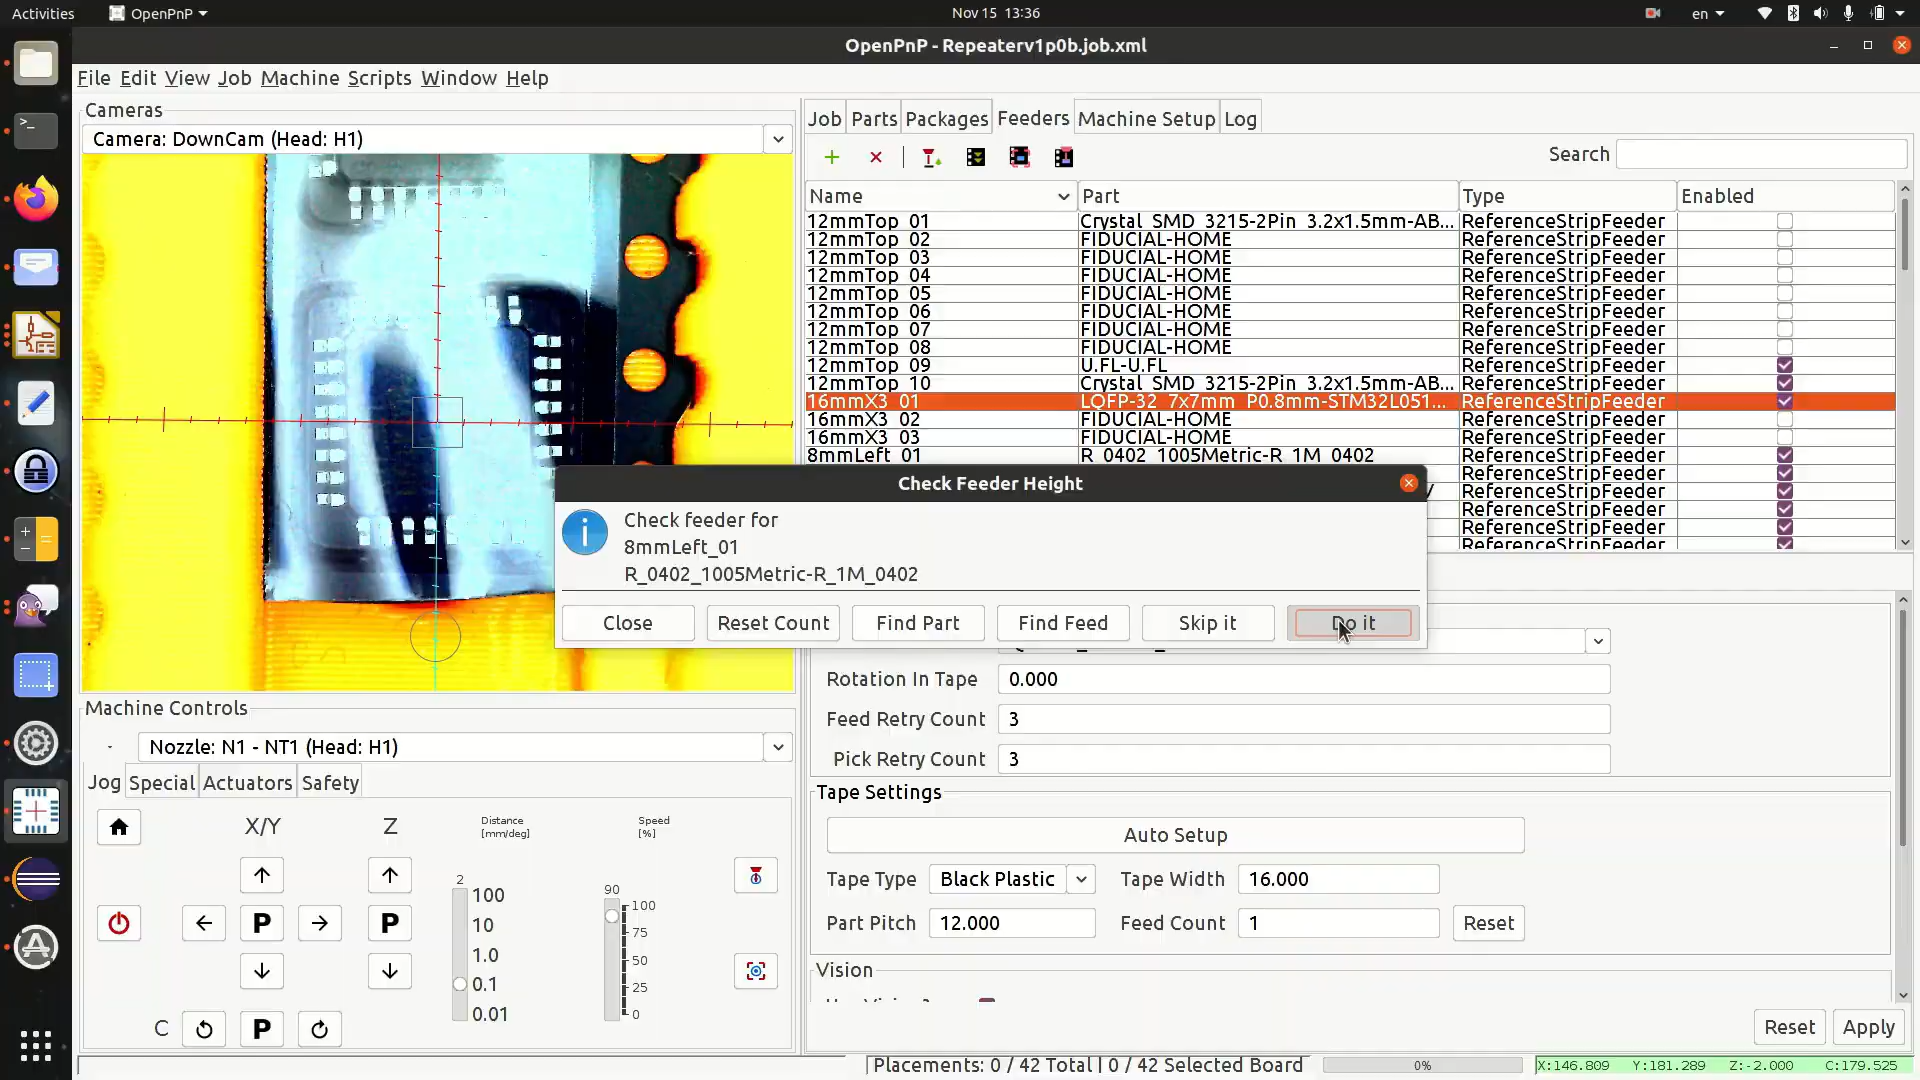 Activities
OpenPnP
Nov 15 13:36
en
OpenPnP - Repeaterv1p0b.job.xml
File Edit View Job Machine Scripts Window Help
Cameras
Camera: DownCam (Head: H1)
Job Parts Packages Feeders Machine Setup Log
Search
Name Part Type Enabled
12mmTop_01 Crystal_SMD_3215-2Pin_3.2x1.5mm-AB... ReferenceStripFeeder
12mmTop_02 FIDUCIAL-HOME ReferenceStripFeeder
12mmTop_03 FIDUCIAL-HOME ReferenceStripFeeder
12mmTop_04 FIDUCIAL-HOME ReferenceStripFeeder
12mmTop_05 FIDUCIAL-HOME ReferenceStripFeeder
12mmTop_06 FIDUCIAL-HOME ReferenceStripFeeder
12mmTop_07 FIDUCIAL-HOME ReferenceStripFeeder
12mmTop_08 FIDUCIAL-HOME ReferenceStripFeeder
12mmTop_09 U.FL-U.FL ReferenceStripFeeder
12mmTop_10 Crystal_SMD_3215-2Pin_3.2x1.5mm-AB... ReferenceStripFeeder
16mmX3_01 LQFP-32_7x7mm_P0.8mm-STM32L051... ReferenceStripFeeder
16mmX3_02 FIDUCIAL-HOME ReferenceStripFeeder
16mmX3_03 FIDUCIAL-HOME ReferenceStripFeeder
8mmLeft_01 R_0402_1005Metric-R_1M_0402 ReferenceStripFeeder
ReferenceStripFeeder
ReferenceStripFeeder
ReferenceStripFeeder
ReferenceStripFeeder
ReferenceStripFeeder
Check Feeder Height
Check feeder for
8mmLeft_01
R_0402_1005Metric-R_1M_0402
Close Reset Count Find Part Find Feed Skip it Do it
Rotation In Tape 0.000
Feed Retry Count 3
Pick Retry Count 3
Tape Settings
Auto Setup
Tape Type Black Plastic Tape Width 16.000
Part Pitch 12.000 Feed Count 1 Reset
Vision
Reset Apply
Machine Controls
Nozzle: N1 - NT1 (Head: H1)
Jog Special Actuators Safety
X/Y Z
Distance
[mm/deg]
Speed
[%]
2
100
10
1.0
0.1
0.01
90
100
75
50
25
0
P P
C P
Placements: 0 / 42 Total | 0 / 42 Selected Board 0% X:146.809 Y:181.289 Z:-2.000 C:179.525